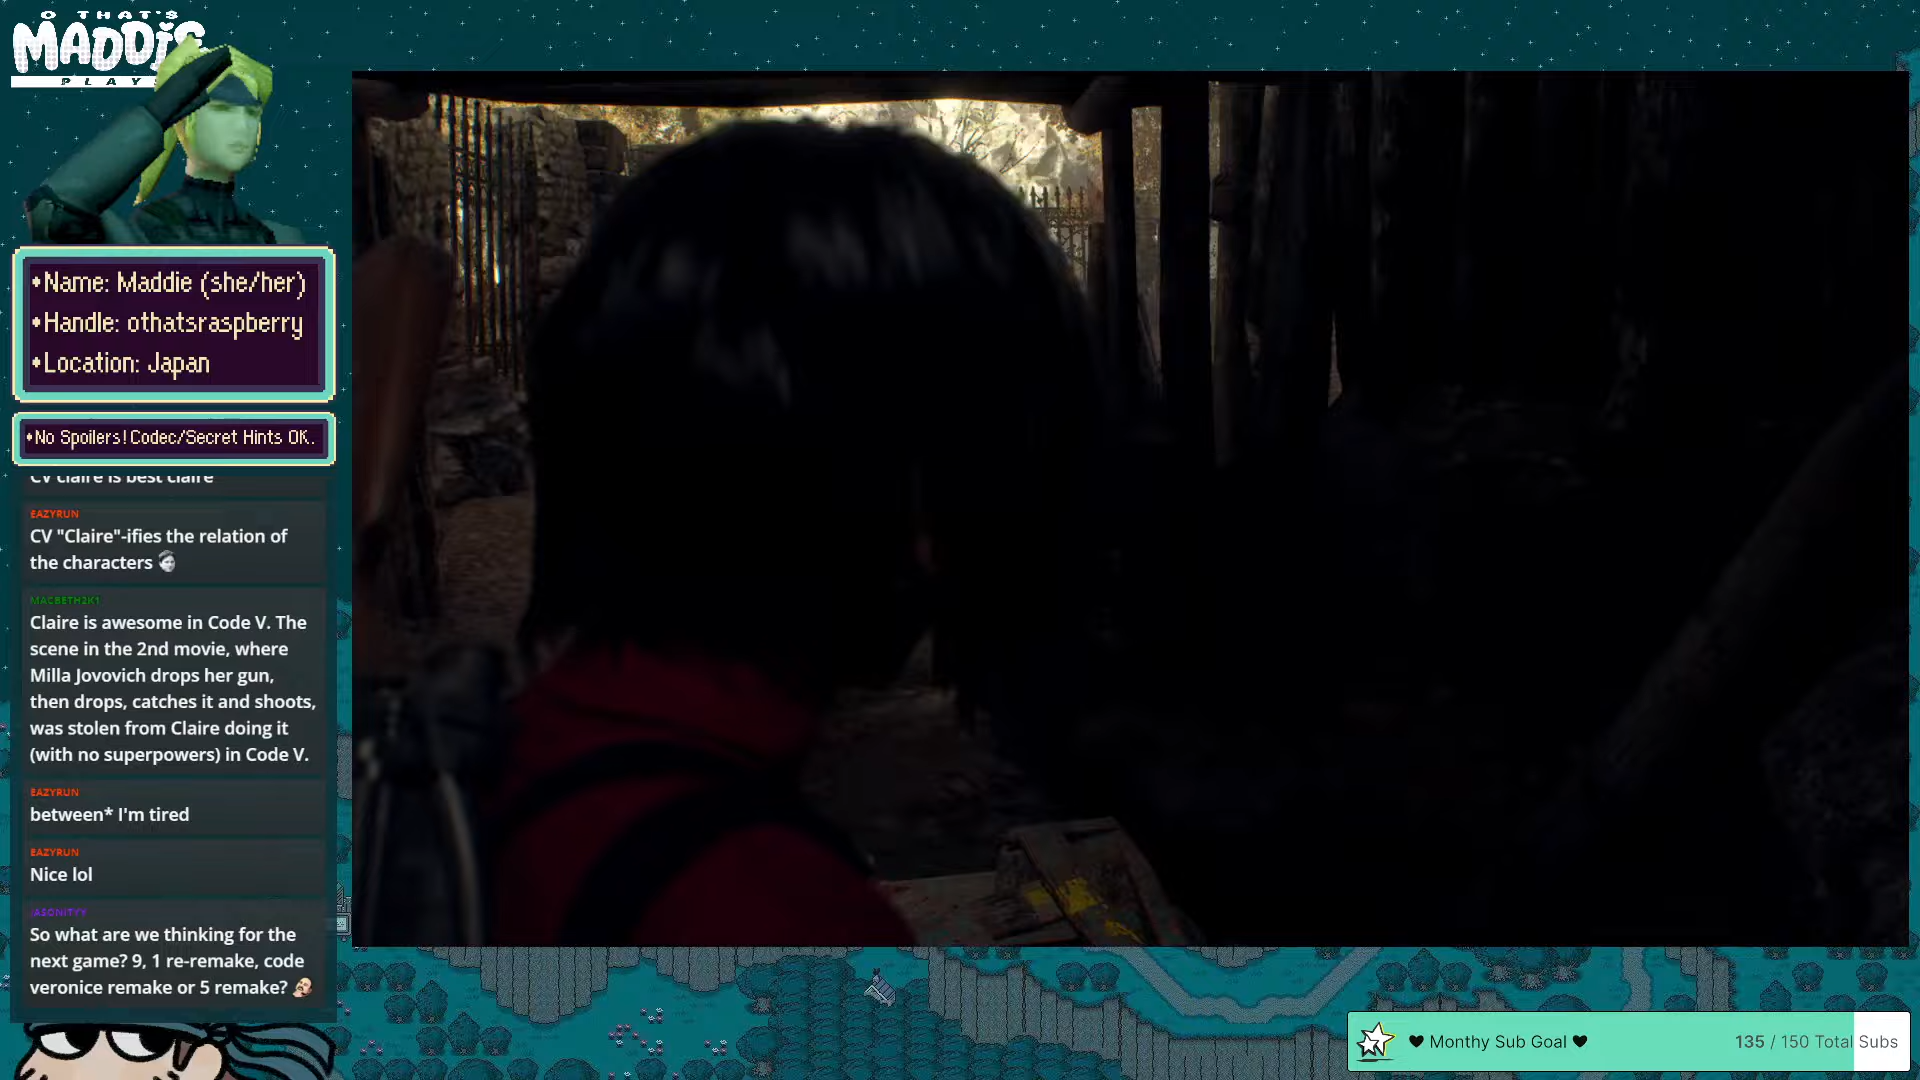 O THAT'S
MADDIE
PLAYS
•Name: Maddie (she/her)
•Handle: othatsraspberry
•Location: Japan
•No Spoilers! Codec/Secret Hints OK.
CV claire is best claire
EAZYRUN
CV "Claire"-ifies the relation of
the characters
MACBETH2K1
Claire is awesome in Code V. The
scene in the 2nd movie, where
Milla Jovovich drops her gun,
then drops, catches it and shoots,
was stolen from Claire doing it
(with no superpowers) in Code V.
EAZYRUN
between* I'm tired
EAZYRUN
Nice lol
JASONITYY
So what are we thinking for the
next game? 9, 1 re-remake, code
veronice remake or 5 remake?
♥ Monthy Sub Goal ♥
135 / 150 Total Subs